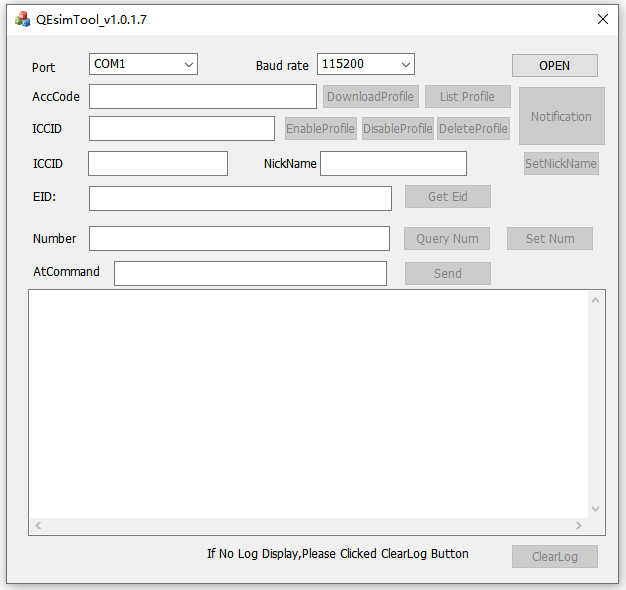 QEsimTool_v1.0.1.7
Port COM1 Baud rate 115200 OPEN
AccCode DownloadProfile List Profile
Notification
ICCID EnableProfile DisableProfile DeleteProfile
ICCID NickName SetNickName
EID: Get Eid
Number Query Num Set Num
AtCommand Send
If No Log Display,Please Clicked ClearLog Button ClearLog